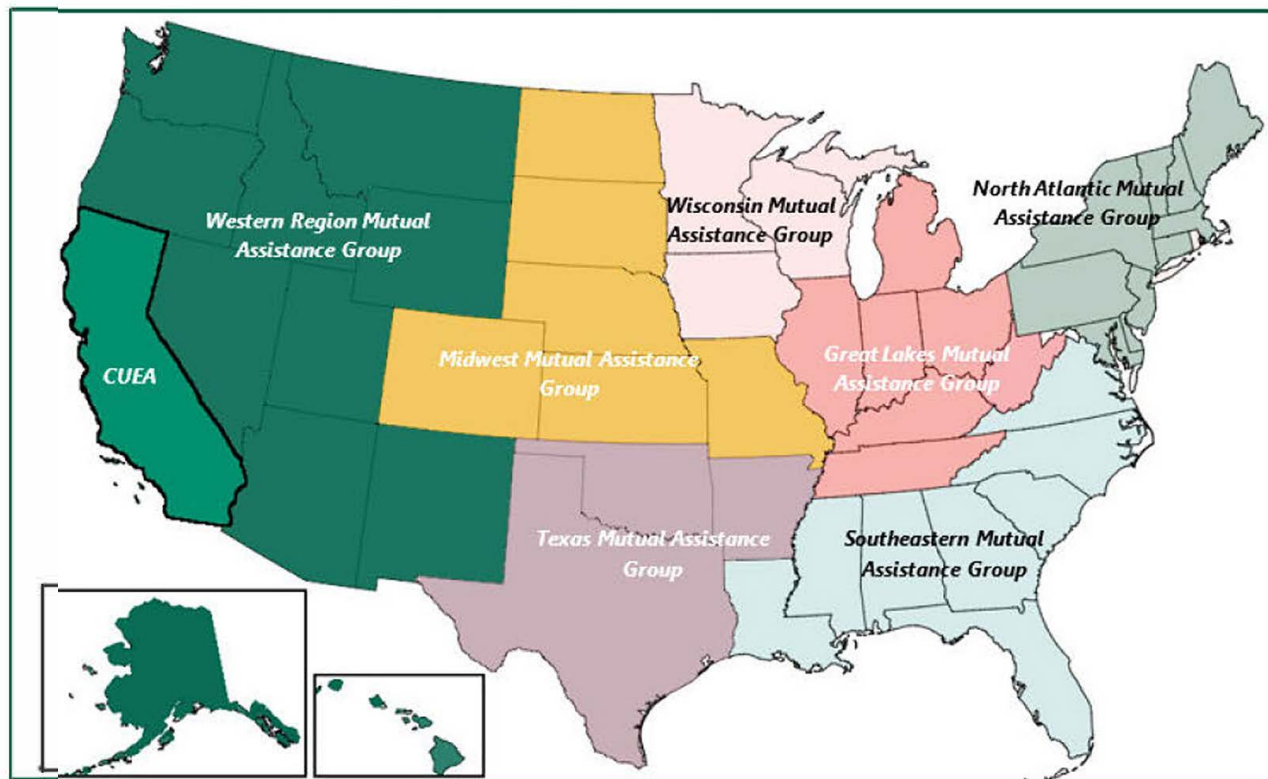 Western Region Mutual
Assistance Group
CUEA
Midwest Mutual Assistance
Group
Wisconsin Mutual
Assistance Group
North Atlantic Mutual
Assistance Group
Great Lakes Mutual
Assistance Group
Texas Mutual Assistance
Group
Southeastern Mutual
Assistance Group